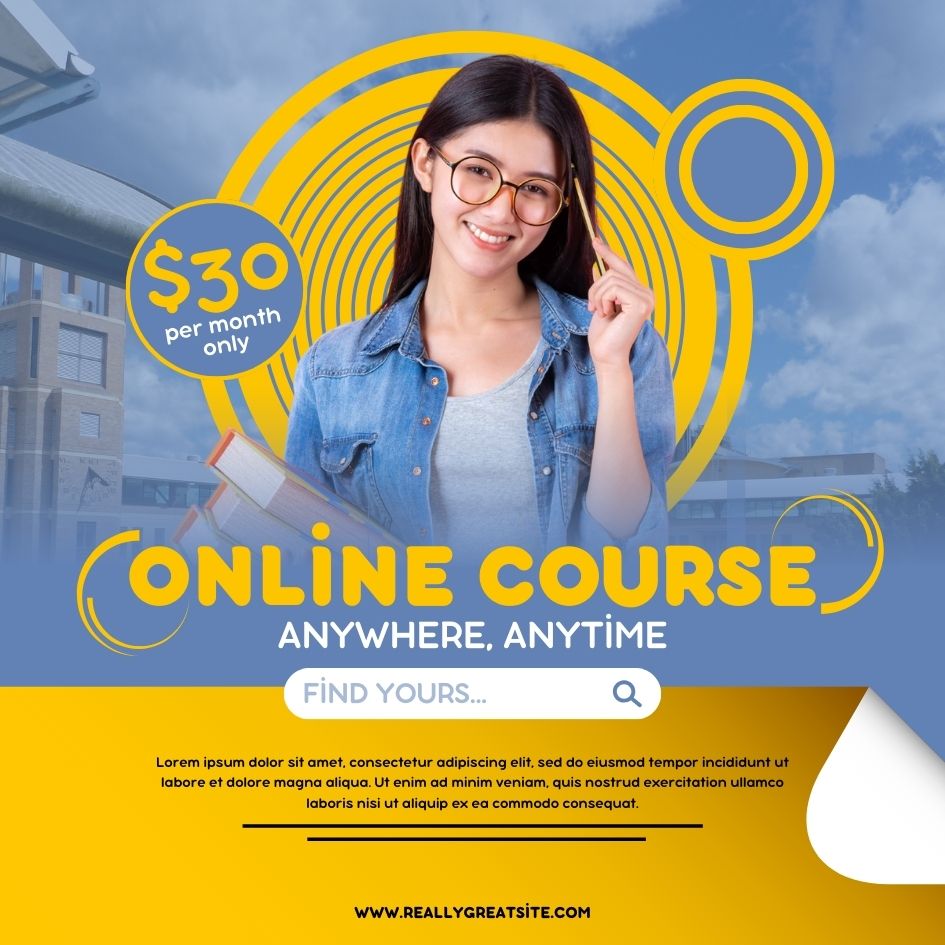 $30
per month
only
ONLINE COURSE
ANYWHERE, ANYTIME
FIND YOURS...
Lorem ipsum dolor sit amet, consectetur adipiscing elit, sed do eiusmod tempor incididunt ut
labore et dolore magna aliqua. Ut enim ad minim veniam, quis nostrud exercitation ullamco
laboris nisi ut aliquip ex ea commodo consequat.
WWW.REALLYGREATSITE.COM